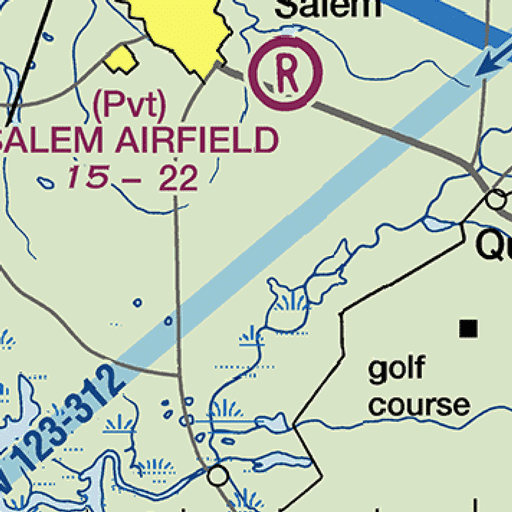 Salem
R
(Pvt)
SALEM AIRFIELD
15 – 22
golf
course
V 123-312